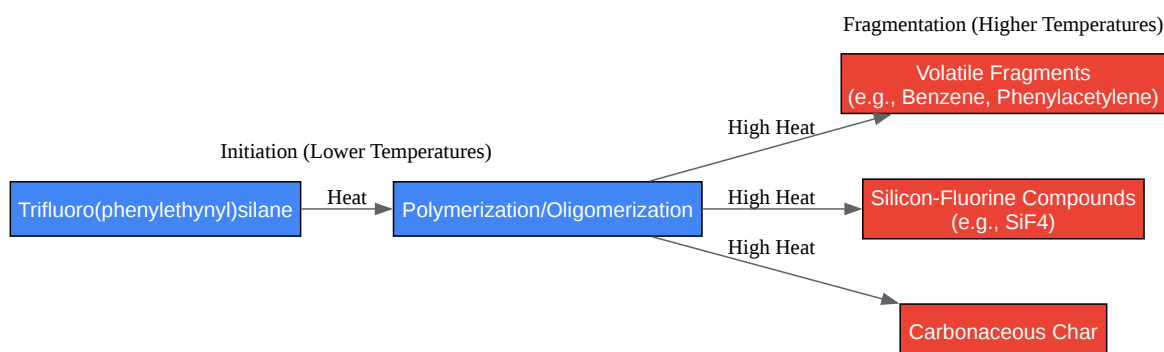 Fragmentation (Higher Temperatures)
Volatile Fragments
(e.g., Benzene, Phenylacetylene)
High Heat
Initiation (Lower Temperatures)
Trifluoro(phenylethynyl)silane
Heat
Polymerization/Oligomerization
High Heat
Silicon-Fluorine Compounds
(e.g., SiF4)
High Heat
Carbonaceous Char